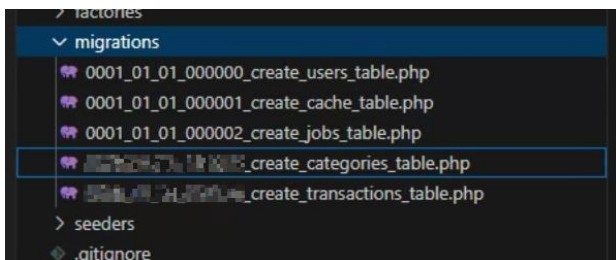 factories
migrations
0001_01_01_000000_create_users_table.php
0001_01_01_000001_create_cache_table.php
0001_01_01_000002_create_jobs_table.php
_create_categories_table.php
_create_transactions_table.php
seeders
.gitignore